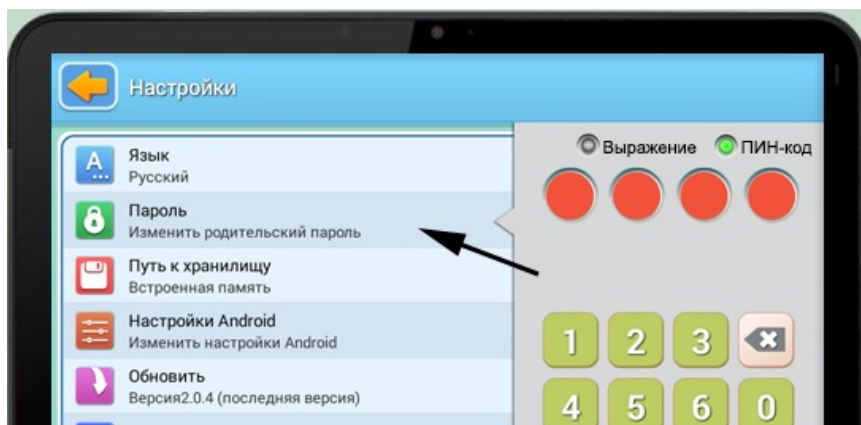 Настройки
Язык
Русский
Пароль
Изменить родительский пароль
Путь к хранилищу
Встроенная память
Настройки Android
Изменить настройки Android
Обновить
Версия2.0.4 (последняя версия)
Выражение ПИН-код
1 2 3
4 5 6 0